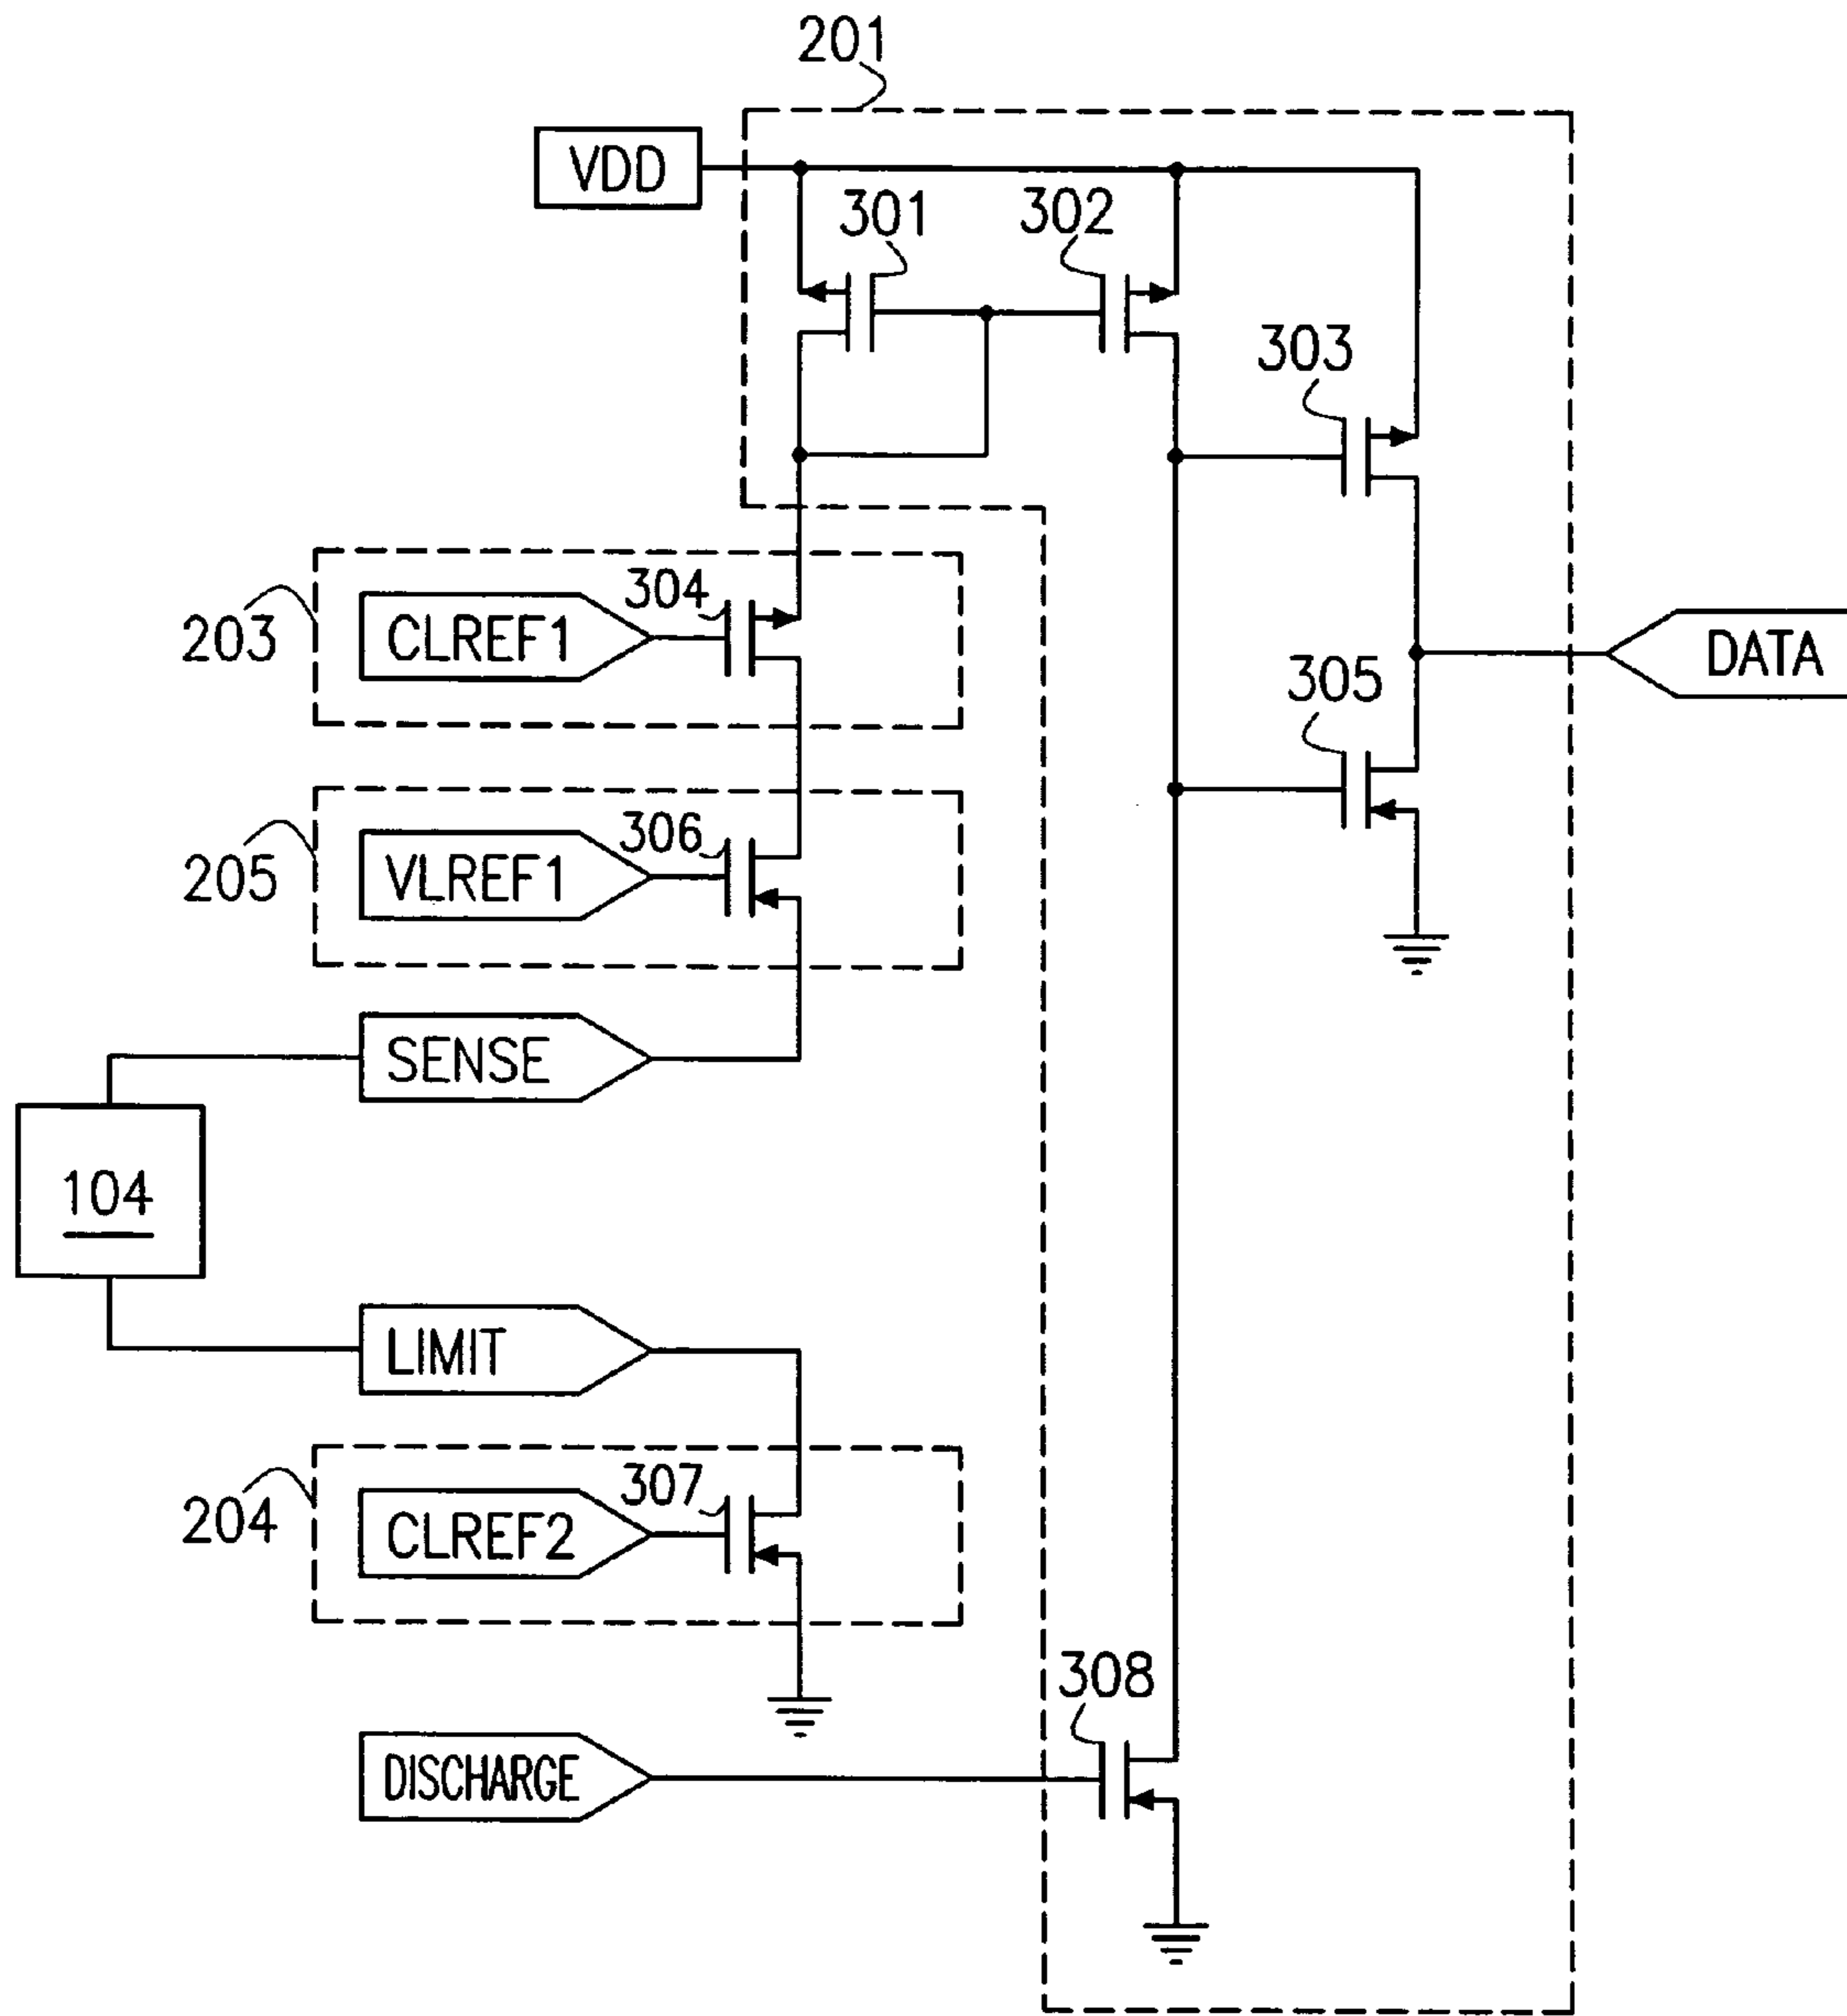 201
VDD
301
302
303
304
CLREF1
203
DATA
305
306
VLREF1
205
SENSE
104
LIMIT
307
CLREF2
204
308
DISCHARGE